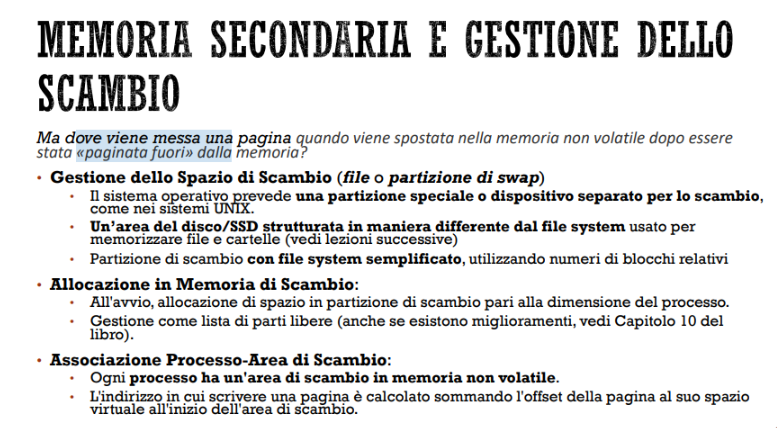 MEMORIA SECONDARIA E GESTIONE DELLO
SCAMBIO
Ma dove viene messa una pagina quando viene spostata nella memoria non volatile dopo essere
stata «paginata fuori» dalla memoria?
• Gestione dello Spazio di Scambio (file o partizione di swap)
• Il sistema operativo prevede una partizione speciale o dispositivo separato per lo scambio,
come nei sistemi UNIX.
• Un'area del disco/SSD strutturata in maniera differente dal file system usato per
memorizzare file e cartelle (vedi lezioni successive)
• Partizione di scambio con file system semplificato, utilizzando numeri di blocchi relativi
• Allocazione in Memoria di Scambio:
• All'avvio, allocazione di spazio in partizione di scambio pari alla dimensione del processo.
• Gestione come lista di parti libere (anche se esistono miglioramenti, vedi Capitolo 10 del
libro).
• Associazione Processo-Area di Scambio:
• Ogni processo ha un'area di scambio in memoria non volatile.
• L'indirizzo in cui scrivere una pagina è calcolato sommando l'offset della pagina al suo spazio
virtuale all'inizio dell'area di scambio.